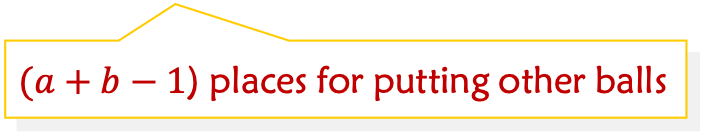 (a + b − 1) places for putting other balls